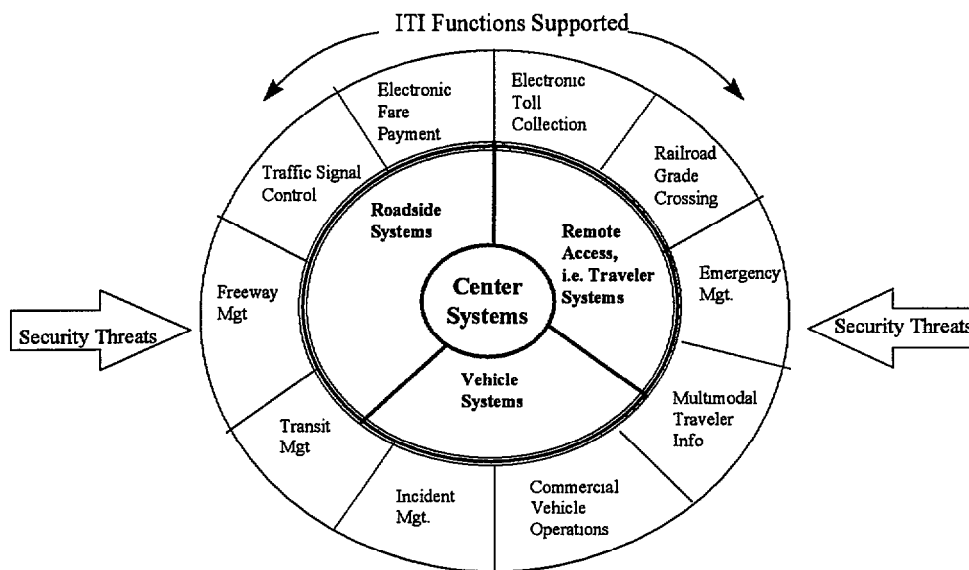 ITI Functions Supported
Electronic
Fare
Payment
Electronic
Toll
Collection
Traffic Signal
Control
Railroad
Grade
Crossing
Roadside
Systems
Remote
Access,
i.e. Traveler
Systems
Freeway
Mgt
Center
Systems
Emergency
Mgt.
Security Threats
Security Threats
Vehicle
Systems
Transit
Mgt
Multimodal
Traveler
Info
Incident
Mgt.
Commercial
Vehicle
Operations